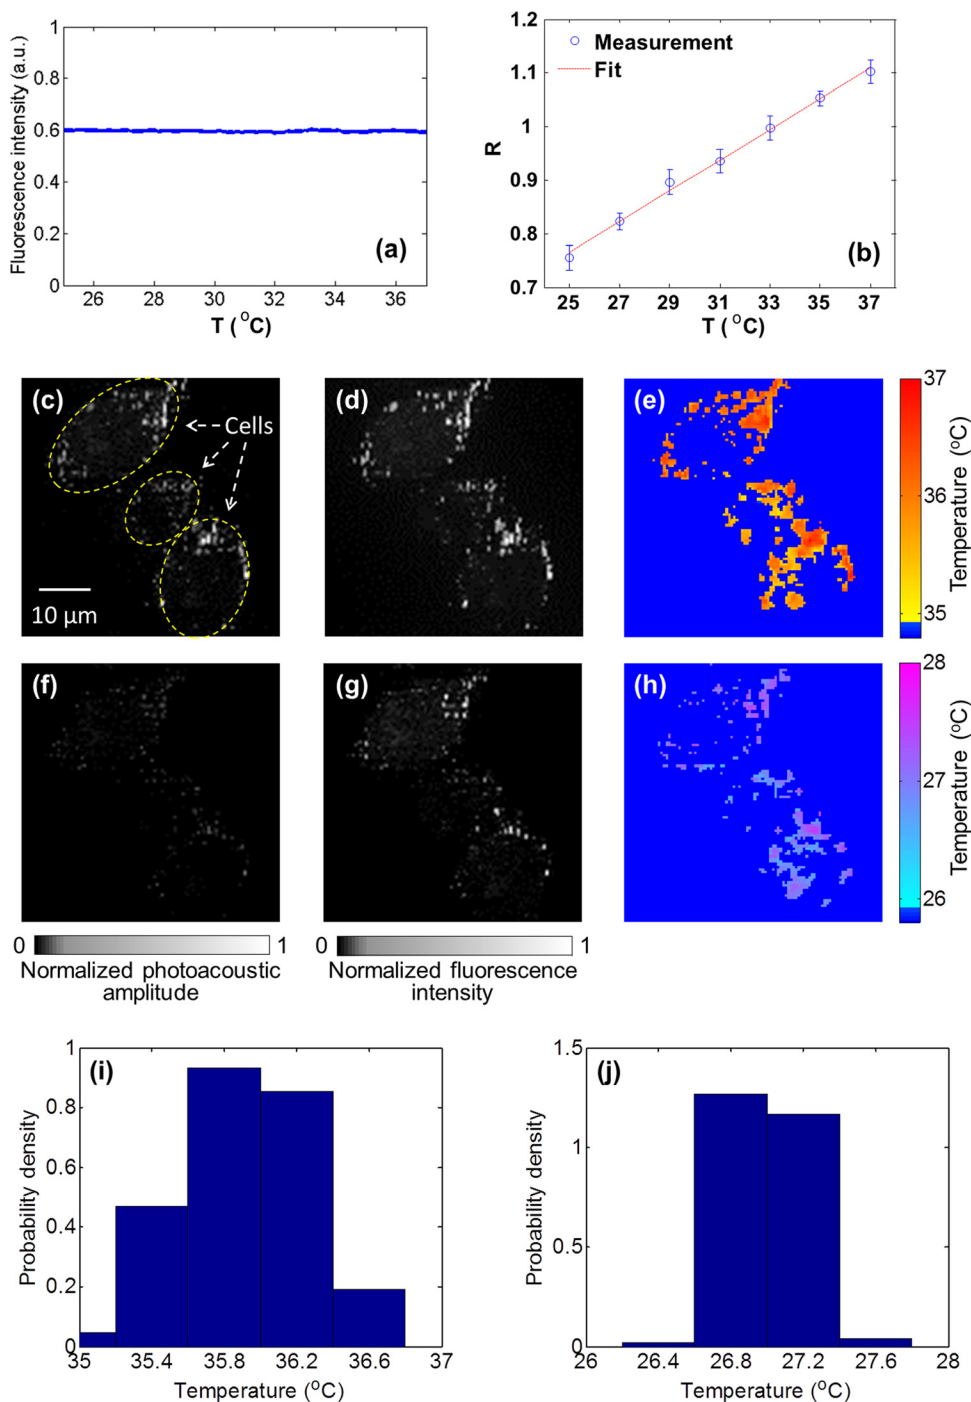 1
0.8
0.6
0.4
0.2
0
Fluorescence intensity (a.u.)
26 28 30 32 34 36
T (°C)
(a)
1.2
1.1
1
0.9
0.8
0.7
R
Measurement
Fit
25 27 29 31 33 35 37
T (°C)
(b)
(c)
Cells
10 µm
(d)
(e)
37
36
35
Temperature (°C)
(f)
(g)
(h)
28
27
26
Temperature (°C)
0 1
Normalized photoacoustic
amplitude
0 1
Normalized fluorescence
intensity
(i)
1
0.8
0.6
0.4
0.2
0
Probability density
35 35.4 35.8 36.2 36.6 37
Temperature (°C)
(j)
1.5
1
0.5
0
Probability density
26 26.4 26.8 27.2 27.6 28
Temperature (°C)